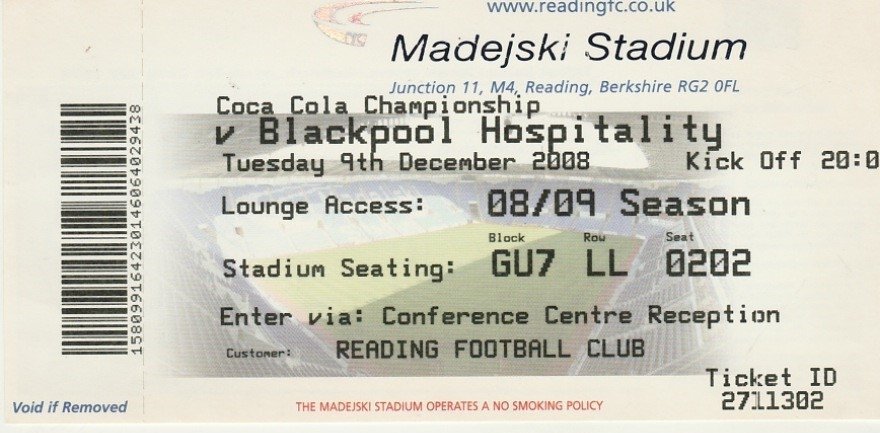 www.readingfc.co.uk
Madejski Stadium
Junction 11, M4, Reading, Berkshire RG2 0FL
Coca Cola Championship
v Blackpool Hospitality
Tuesday 9th December 2008 Kick Off 20:0
Lounge Access: 08/09 Season
Block Row Seat
Stadium Seating: GU7 LL 0202
Enter via: Conference Centre Reception
Customer: READING FOOTBALL CLUB
Ticket ID
2711302
Void if Removed
THE MADEJSKI STADIUM OPERATES A NO SMOKING POLICY
158099164230146064029438